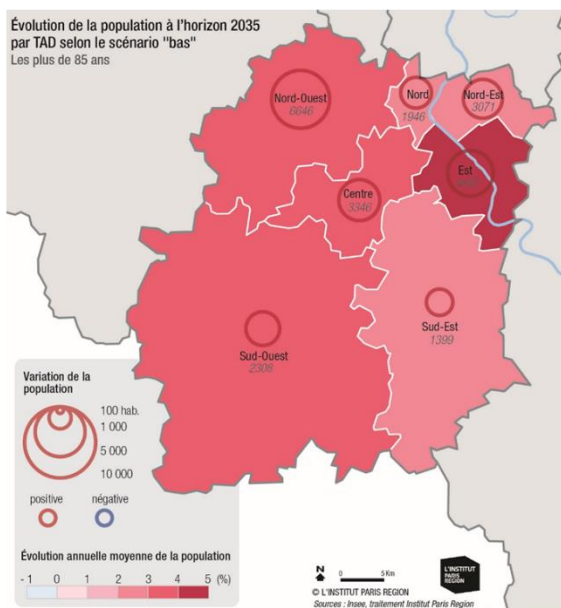 Évolution de la population à l'horizon 2035
par TAD selon le scénario "bas"
Les plus de 85 ans
Nord-Ouest
6646
Nord
1946
Nord-Est
3071
Est
Centre
3346
Sud-Ouest
2308
Sud-Est
1399
Variation de la
population
100 hab.
1 000
5 000
10 000
positive
négative
Évolution annuelle moyenne de la population
- 1 0 1 2 3 4 5 (%)
N
0 5 Km
L'INSTITUT
PARIS
REGION
© L'INSTITUT PARIS REGION
Sources : Insee, traitement Institut Paris Region